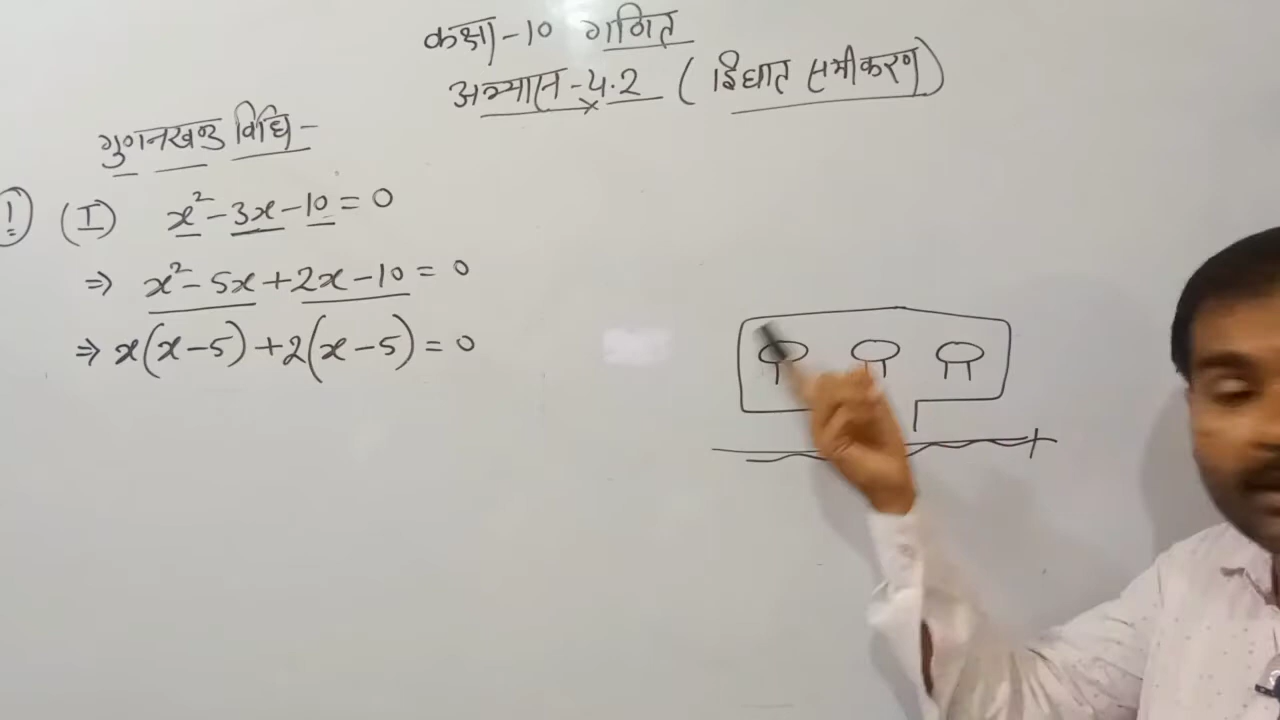 कक्षा-10 गणित
अभ्यास-4.2 (द्विघात समीकरण)
गुणनखण्ड विधि-
1 (I) x²-3x-10=0
⇒ x²-5x+2x-10=0
⇒ x(x-5)+2(x-5)=0